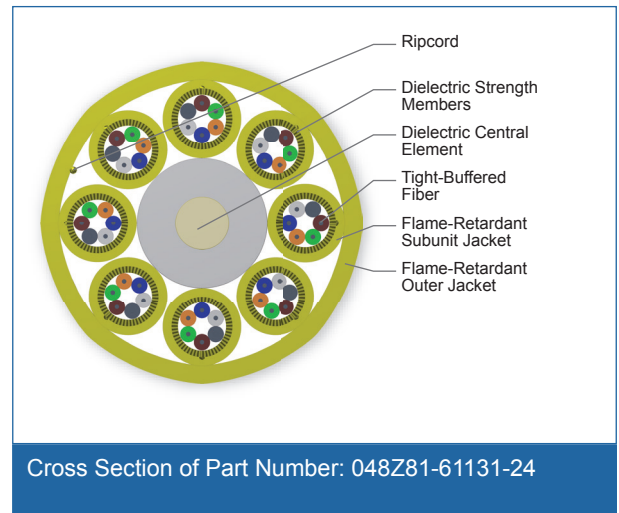 Ripcord
Dielectric Strength
Members
Dielectric Central
Element
Tight-Buffered
Fiber
Flame-Retardant
Subunit Jacket
Flame-Retardant
Outer Jacket
Cross Section of Part Number: 048Z81-61131-24